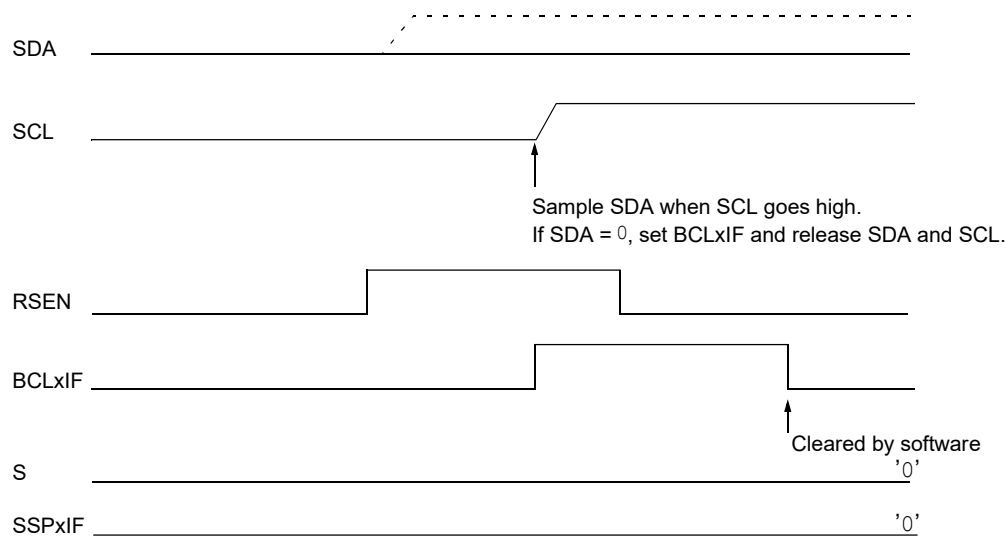 SDA
SCL
Sample SDA when SCL goes high.
If SDA = 0, set BCLxIF and release SDA and SCL.
RSEN
BCLxIF
Cleared by software
S '0'
SSPxIF '0'